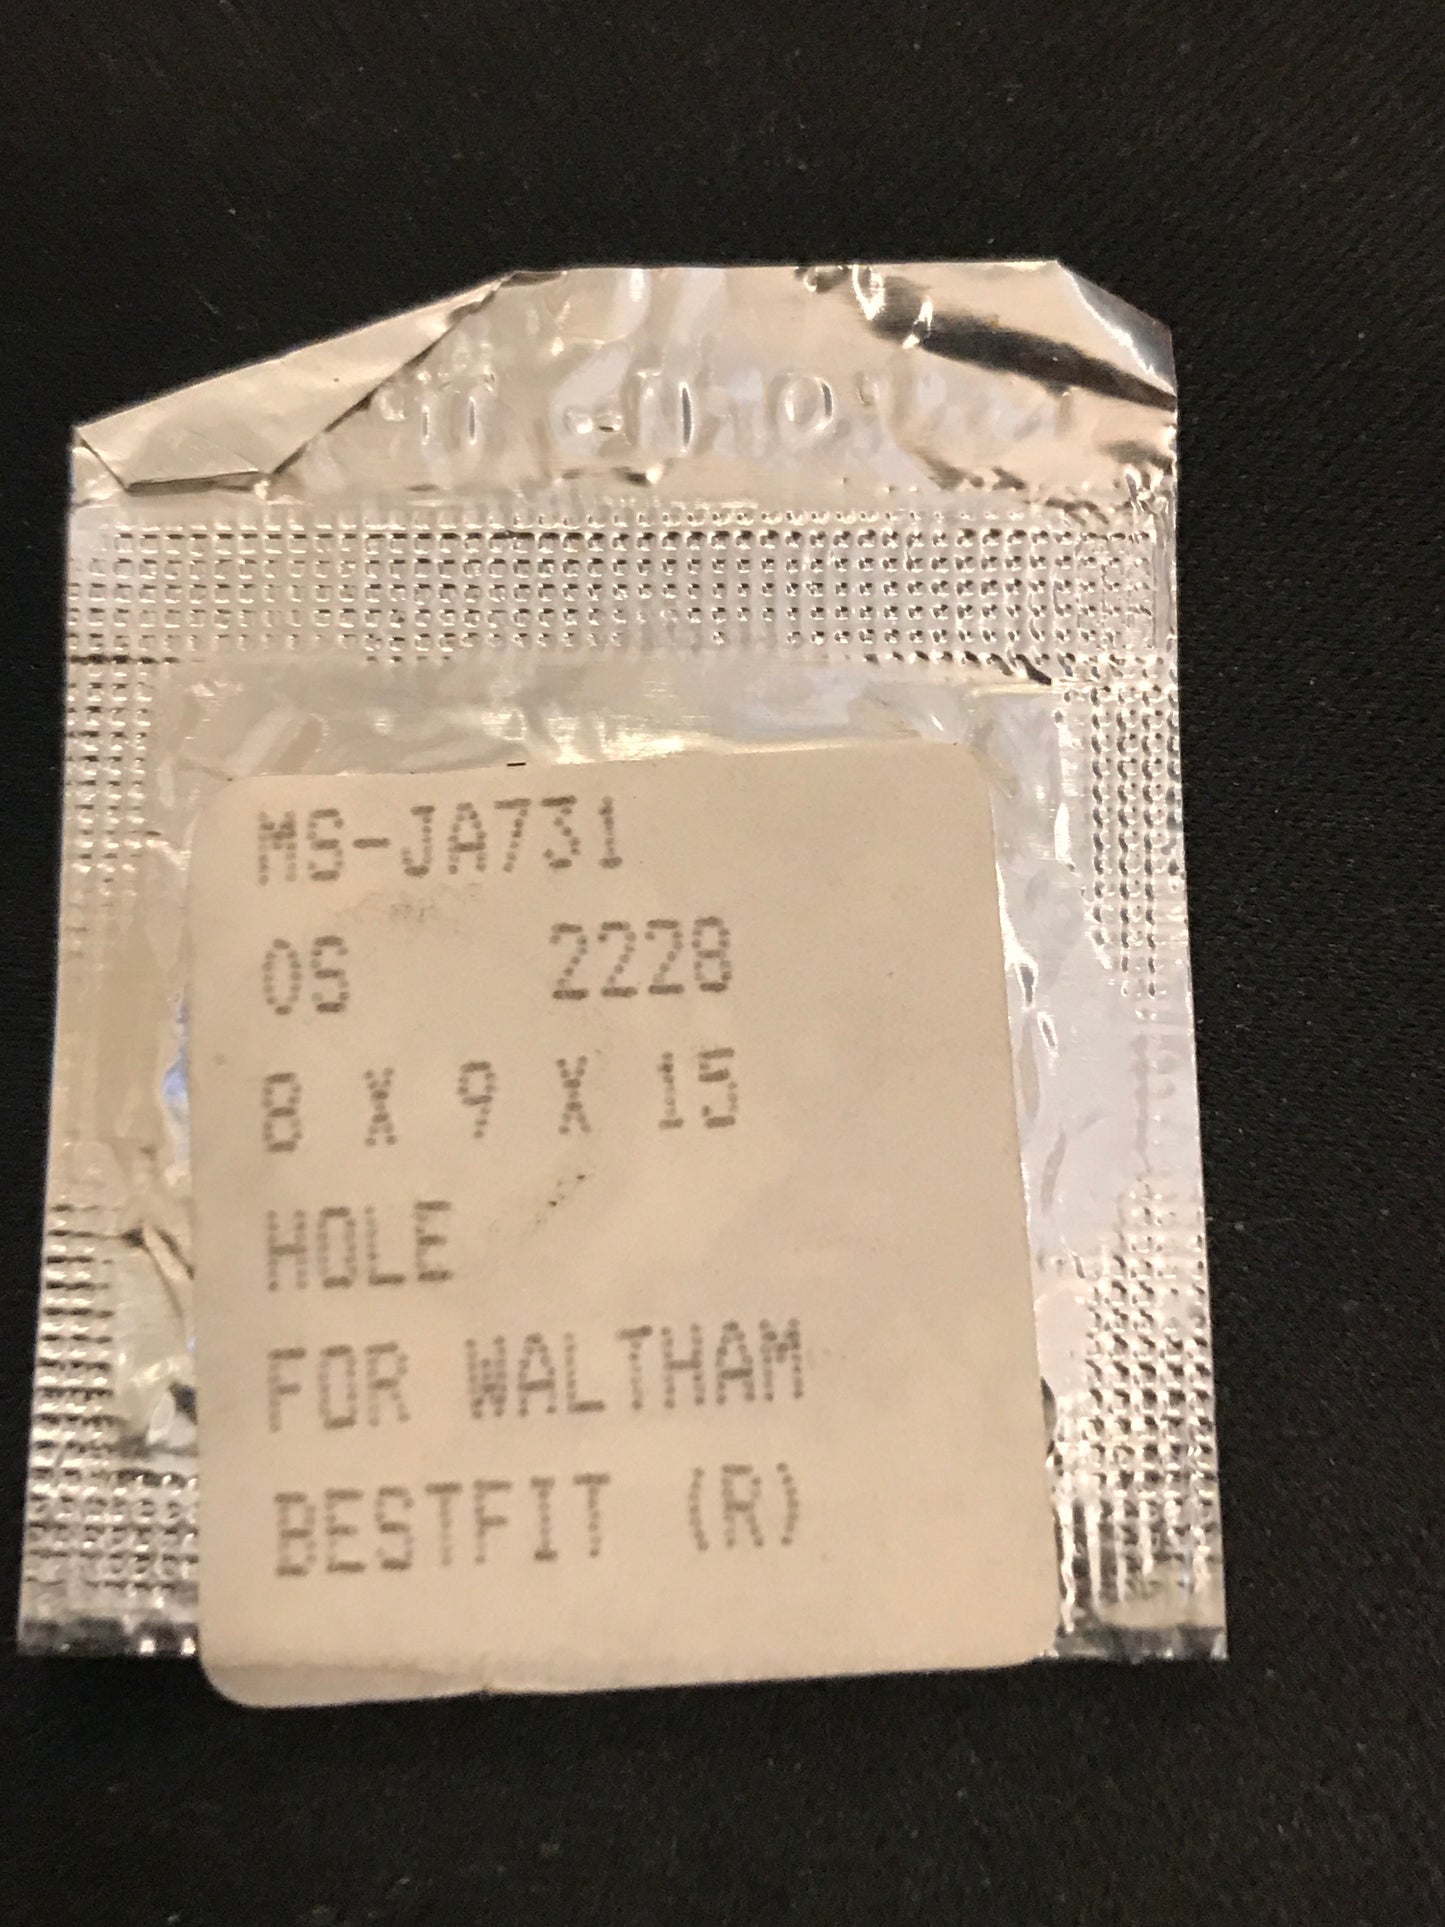 MS-JA731
OS 2228
8 X 9 X 15
HOLE
FOR WALTHAM
BESTFIT (R)